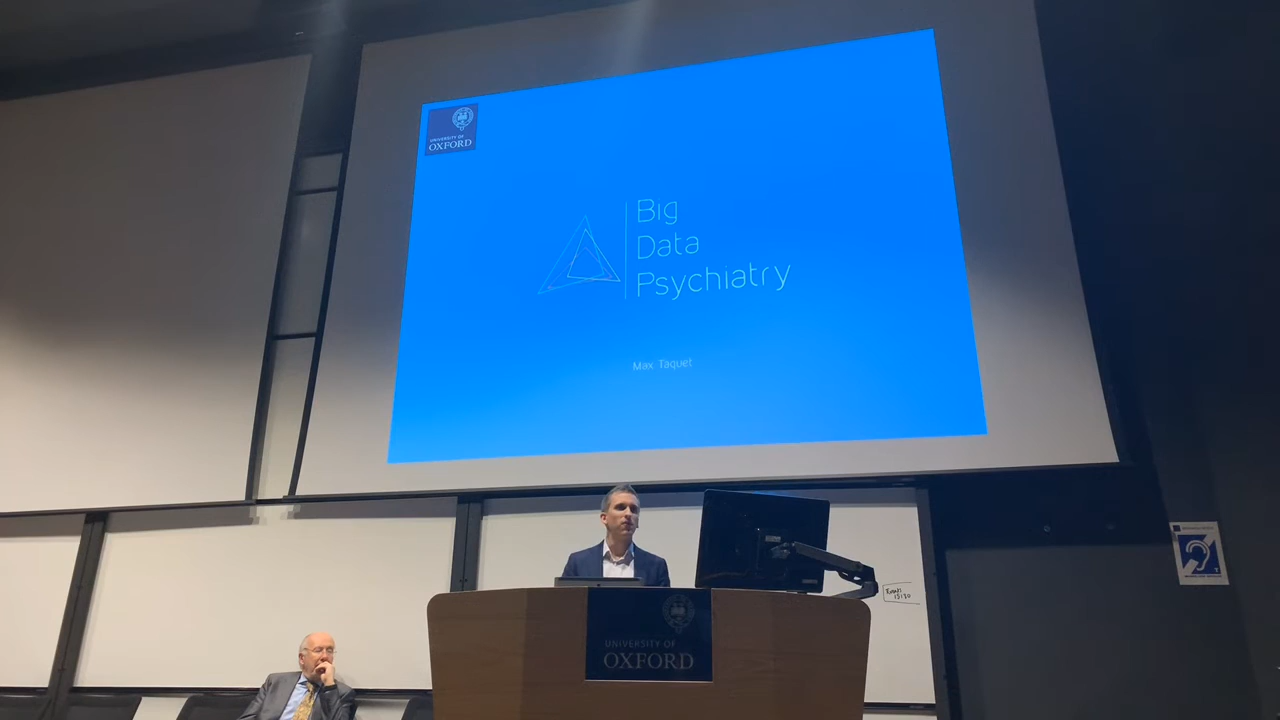 UNIVERSITY OF
OXFORD
Big
Data
Psychiatry
Max Taquet
UNIVERSITY OF
OXFORD